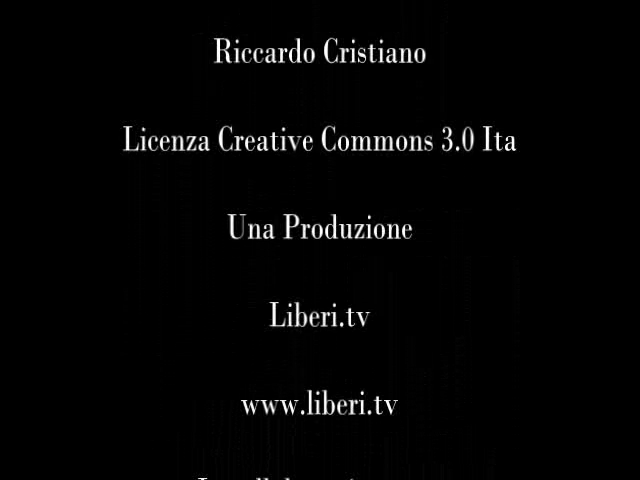 Riccardo Cristiano
Licenza Creative Commons 3.0 Ita
Una Produzione
Liberi.tv
www.liberi.tv